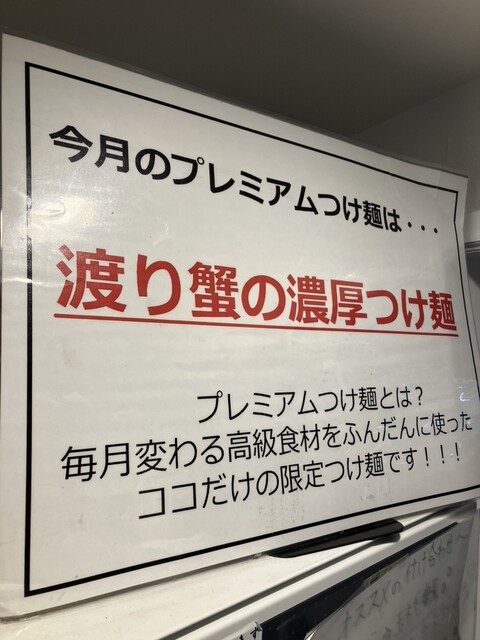 今月のプレミアムつけ麺は・・・
渡り蟹の濃厚つけ麺
プレミアムつけ麺とは？
毎月変わる高級食材をふんだんに使った
ココだけの限定つけ麺です！！！